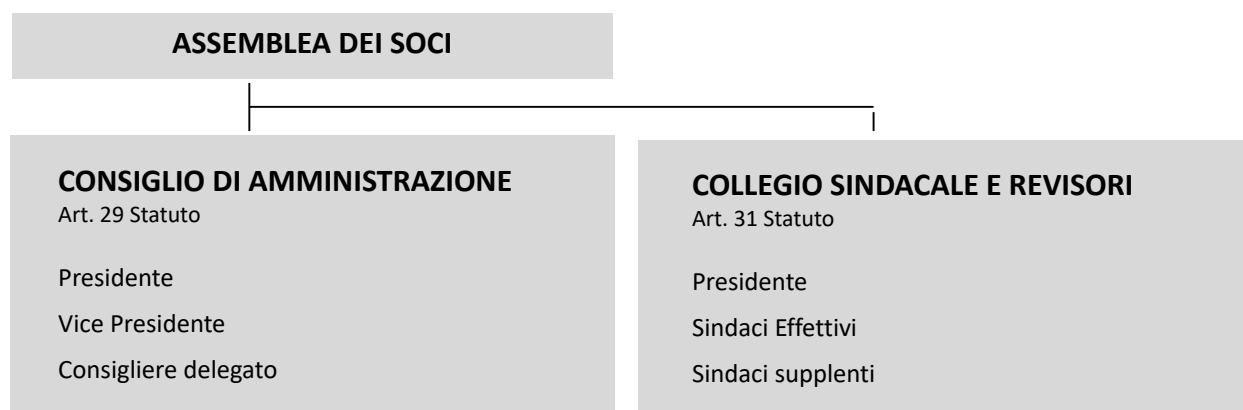 ASSEMBLEA DEI SOCI
CONSIGLIO DI AMMINISTRAZIONE
Art. 29 Statuto
Presidente
Vice Presidente
Consigliere delegato
COLLEGIO SINDACALE E REVISORI
Art. 31 Statuto
Presidente
Sindaci Effettivi
Sindaci supplenti